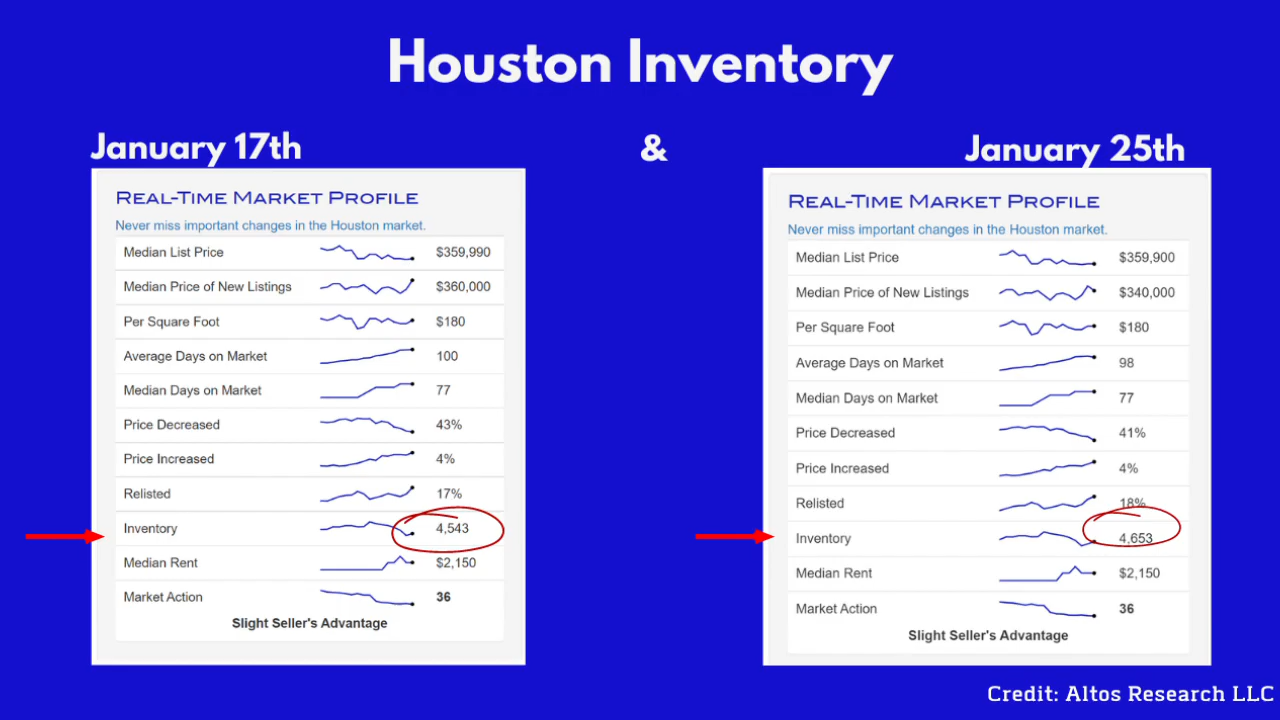 Houston Inventory
January 17th
&
January 25th
Real-Time Market Profile
Never miss important changes in the Houston market.
Median List Price $359,990
Median Price of New Listings $360,000
Per Square Foot $180
Average Days on Market 100
Median Days on Market 77
Price Decreased 43%
Price Increased 4%
Relisted 17%
Inventory 4,543
Median Rent $2,150
Market Action 36
Slight Seller's Advantage
Real-Time Market Profile
Never miss important changes in the Houston market.
Median List Price $359,900
Median Price of New Listings $340,000
Per Square Foot $180
Average Days on Market 98
Median Days on Market 77
Price Decreased 41%
Price Increased 4%
Relisted 18%
Inventory 4,653
Median Rent $2,150
Market Action 36
Slight Seller's Advantage
Credit: Altos Research LLC